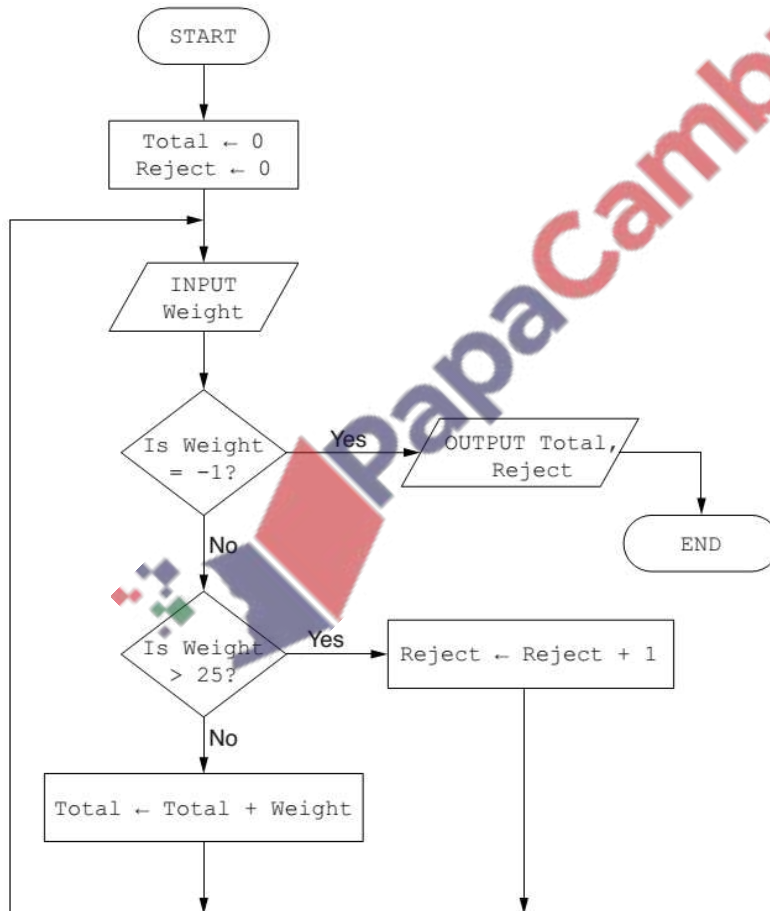 START
Total ← 0
Reject ← 0
INPUT
Weight
Is Weight
= -1?
Yes
OUTPUT Total,
Reject
END
No
Is Weight
> 25?
Yes
Reject ← Reject + 1
No
Total ← Total + Weight
PapaCamb